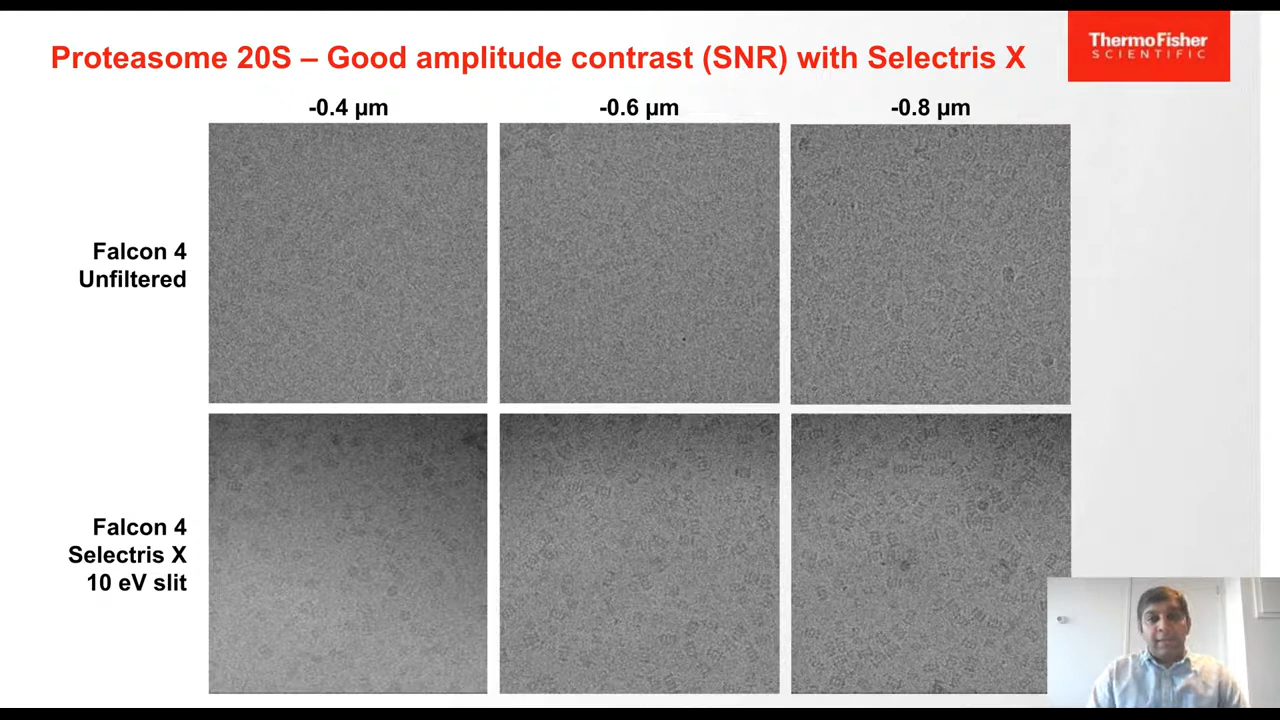 Proteasome 20S – Good amplitude contrast (SNR) with Selectris X
ThermoFisher
SCIENTIFIC
-0.4 µm
-0.6 µm
-0.8 µm
Falcon 4
Unfiltered
Falcon 4
Selectris X
10 eV slit